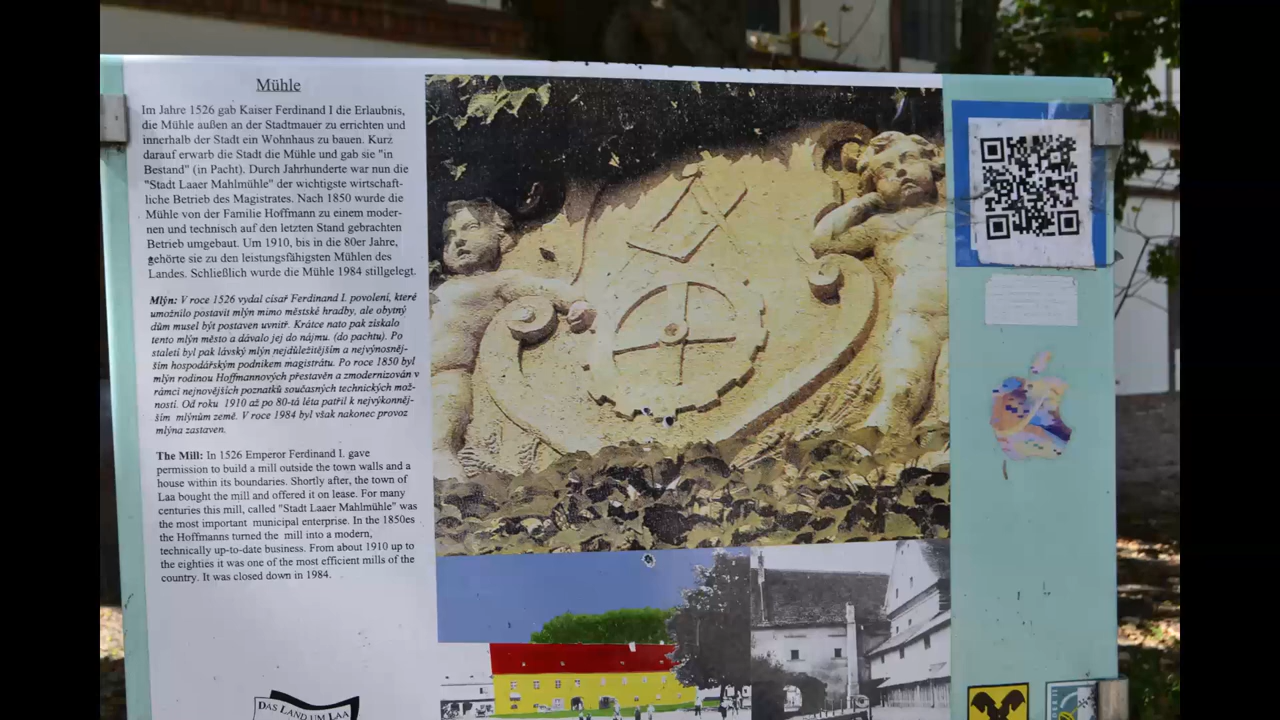 Mühle
Im Jahre 1526 gab Kaiser Ferdinand I die Erlaubnis,
die Mühle außen an der Stadtmauer zu errichten und
innerhalb der Stadt ein Wohnhaus zu bauen. Kurz
darauf erwarb die Stadt die Mühle und gab sie "in
Bestand" (in Pacht). Durch Jahrhunderte war nun die
"Stadt Laaer Mahlmühle" der wichtigste wirtschaft-
liche Betrieb des Magistrates. Nach 1850 wurde die
Mühle von der Familie Hoffmann zu einem moder-
nen und technisch auf den letzten Stand gebrachten
Betrieb umgebaut. Um 1910, bis in die 80er Jahre,
gehörte sie zu den leistungsfähigsten Mühlen des
Landes. Schließlich wurde die Mühle 1984 stillgelegt.
Mlýn: V roce 1526 vydal císař Ferdinand I. povolení, které
umožnilo postavit mlýn mimo městské hradby, ale obytný
dům musel být postaven uvnitř. Krátce nato pak získalo
tento mlýn město a dávalo jej do nájmu. (do pachtu). Po
staletí byl pak lávský mlýn nejdůležitějším a nejvýnosněj-
ším hospodářským podnikem magistrátu. Po roce 1850 byl
mlýn rodinou Hoffmannových přestavěn a zmodernizován v
rámci nejnovějších poznatků současných technických mož-
ností. Od roku 1910 až po 80-tá léta patřil k nejvýkonněj-
ším mlýnům země. V roce 1984 byl však nakonec provoz
mlýna zastaven.
The Mill: In 1526 Emperor Ferdinand I. gave
permission to build a mill outside the town walls and a
house within its boundaries. Shortly after, the town of
Laa bought the mill and offered it on lease. For many
centuries this mill, called "Stadt Laaer Mahlmühle" was
the most important municipal enterprise. In the 1850es
the Hoffmanns turned the mill into a modern,
technically up-to-date business. From about 1910 up to
the eighties it was one of the most efficient mills of the
country. It was closed down in 1984.
DAS LAND UM LAA